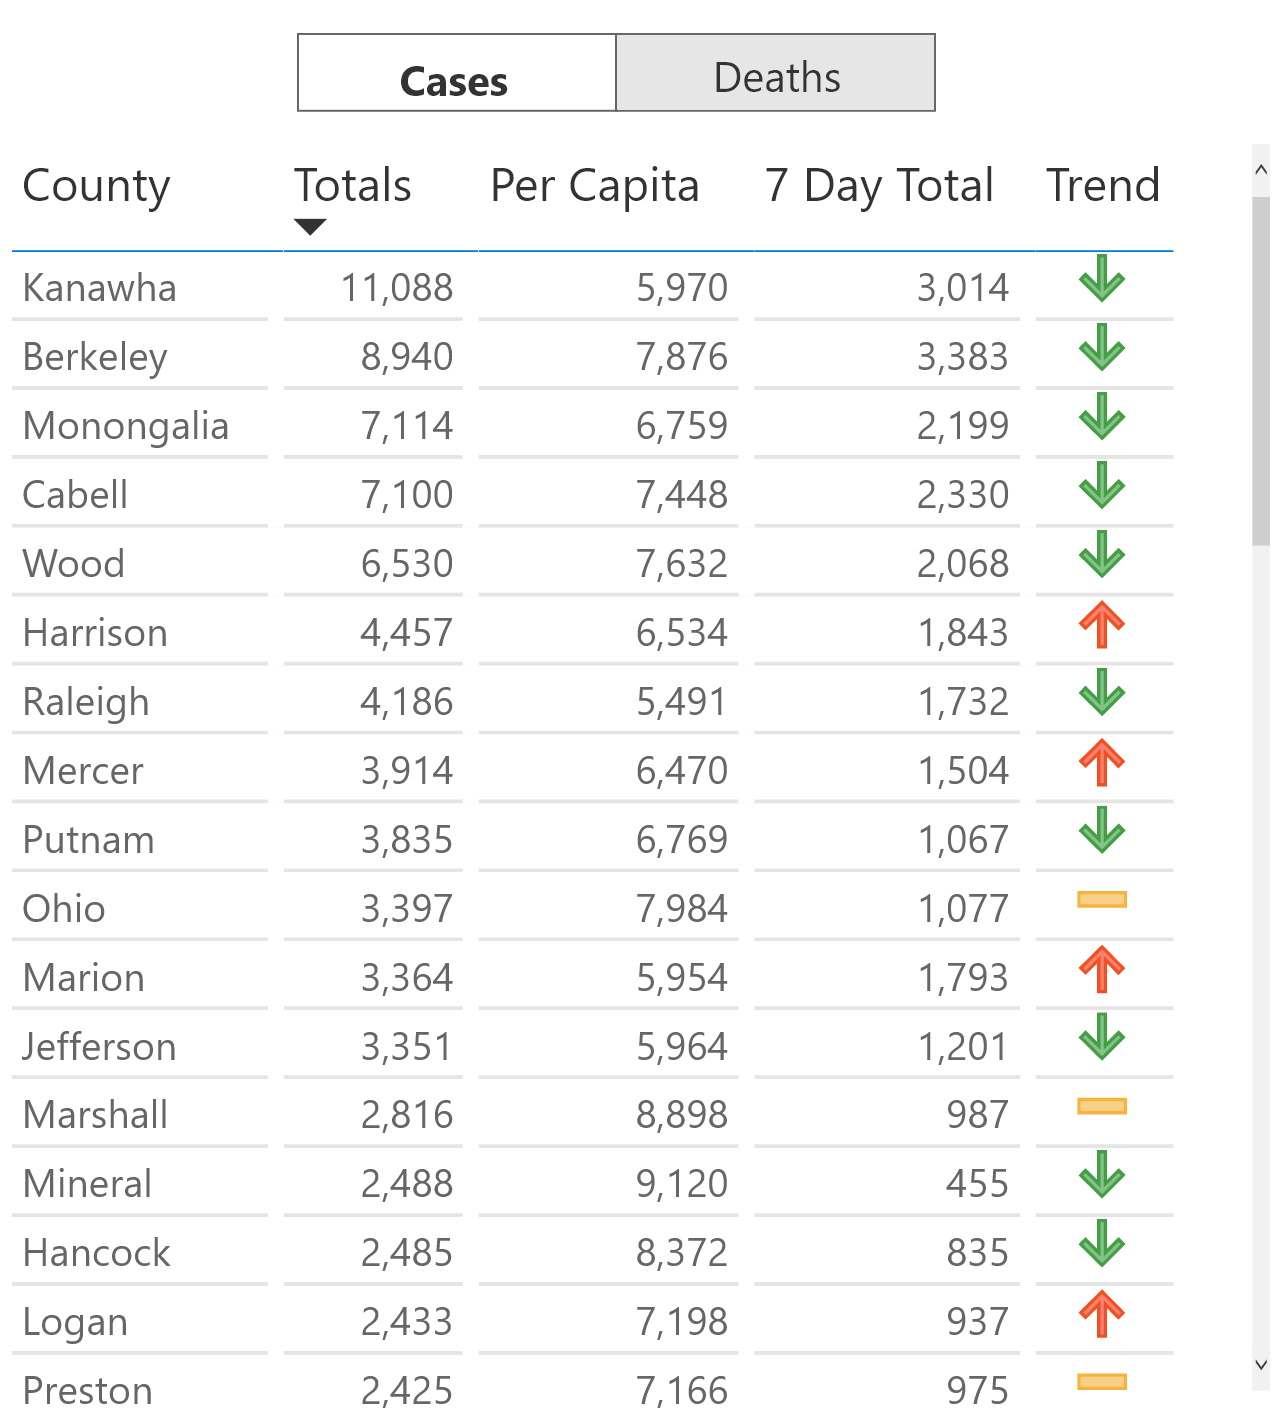 Cases Deaths
County Totals Per Capita 7 Day Total Trend
Kanawha 11,088 5,970 3,014
Berkeley 8,940 7,876 3,383
Monongalia 7,114 6,759 2,199
Cabell 7,100 7,448 2,330
Wood 6,530 7,632 2,068
Harrison 4,457 6,534 1,843
Raleigh 4,186 5,491 1,732
Mercer 3,914 6,470 1,504
Putnam 3,835 6,769 1,067
Ohio 3,397 7,984 1,077
Marion 3,364 5,954 1,793
Jefferson 3,351 5,964 1,201
Marshall 2,816 8,898 987
Mineral 2,488 9,120 455
Hancock 2,485 8,372 835
Logan 2,433 7,198 937
Preston 2,425 7,166 975